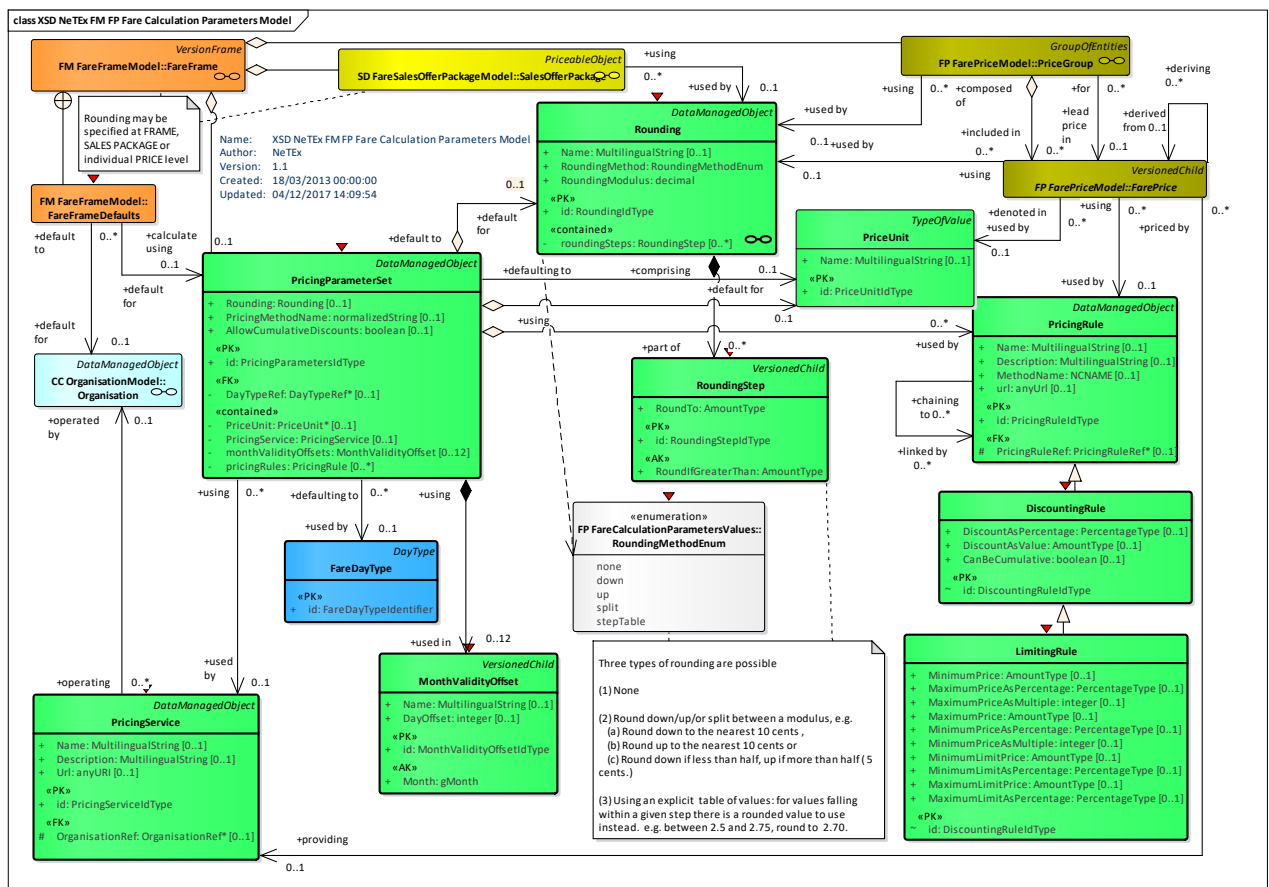 class XSD NeTEx FM FP Fare Calculation Parameters Model
VersionFrame
FM FareFrameModel::FareFrame
PriceableObject
SD FareSalesOfferPackageModel::SalesOfferPackage
GroupOfEntities
FP FarePriceModel::PriceGroup
Rounding may be
specified at FRAME,
SALES PACKAGE or
individual PRICE level
Name: XSD NeTEx FM FP Fare Calculation Parameters Model
Author: NeTEx
Version: 1.1
Created: 18/03/2013 00:00:00
Updated: 04/12/2017 14:09:54
+using
0..*
+used by
0..1
+using
0..*
+used by
0..1
+used by
0..1
+using
+composed
of
0..*
+included in
0..*
+for
0..*
+lead
price
in
0..1
+deriving
0..*
+derived
from 0..1
DataManagedObject
Rounding
+ Name: MultilingualString [0..1]
+ RoundingMethod: RoundingMethodEnum
+ RoundingModulus: decimal
«PK»
+ id: RoundingIdType
«contained»
- roundingSteps: RoundingStep [0..*]
VersionedChild
FP FarePriceModel::FarePrice
FM FareFrameModel::
FareFrameDefaults
+default
to
0..*
+calculate
using
0..1
+default
for
0..1
0..1
+default to
+default
for
+denoted in
0..*
+used by
0..1
+using
0..*
+priced by
+used by
0..1
0..*
TypeOfValue
PriceUnit
+ Name: MultilingualString [0..1]
«PK»
+ id: PriceUnitIdType
DataManagedObject
PricingParameterSet
+ Rounding: Rounding [0..1]
+ PricingMethodName: normalizedString [0..1]
+ AllowCumulativeDiscounts: boolean [0..1]
«PK»
+ id: PricingParametersIdType
«FK»
- DayTypeRef: DayTypeRef* [0..1]
«contained»
- PriceUnit: PriceUnit* [0..1]
- PricingService: PricingService [0..1]
- monthValidityOffsets: MonthValidityOffset [0..12]
- pricingRules: PricingRule [0..*]
+defaulting to
+comprising
0..1
+default for
0..1
+using
0..*
+used by
+default
for
0..1
DataManagedObject
CC OrganisationModel::
Organisation
+operated
by
0..1
+part of
0..*
VersionedChild
RoundingStep
+ RoundTo: AmountType
«PK»
+ id: RoundingStepIdType
«AK»
+ RoundIfGreaterThan: AmountType
DataManagedObject
PricingRule
+ Name: MultilingualString [0..1]
+ Description: MultilingualString [0..1]
+ MethodName: NCNAME [0..1]
+ url: anyUrl [0..1]
«PK»
+ id: PricingRuleIdType
«FK»
# PricingRuleRef: PricingRuleRef* [0..1]
+chaining
to 0..*
+linked by
0..*
+using
0..*
+defaulting to
0..*
+using
+used by
0..1
DayType
FareDayType
«PK»
+ id: FareDayTypeIdentifier
«enumeration»
FP FareCalculationParametersValues::
RoundingMethodEnum
none
down
up
split
stepTable
DiscountingRule
+ DiscountAsPercentage: PercentageType [0..1]
+ DiscountAsValue: AmountType [0..1]
+ CanBeCumulative: boolean [0..1]
«PK»
~ id: DiscountingRuleIdType
+used in
0..12
VersionedChild
MonthValidityOffset
+ Name: MultilingualString [0..1]
+ DayOffset: integer [0..1]
«PK»
+ id: MonthValidityOffsetIdType
«AK»
+ Month: gMonth
Three types of rounding are possible
(1) None
(2) Round down/up/or split between a modulus, e.g.
(a) Round down to the nearest 10 cents ,
(b) Round up to the nearest 10 cents or
(c) Round down if less than half, up if more than half ( 5
cents.)
(3) Using an explicit table of values: for values falling
within a given step there is a rounded value to use
instead. e.g. between 2.5 and 2.75, round to 2.70.
LimitingRule
+ MinimumPrice: AmountType [0..1]
+ MaximumPriceAsPercentage: PercentageType [0..1]
+ MaximumPriceAsMultiple: integer [0..1]
+ MaximumPrice: AmountType [0..1]
+ MinimumPriceAsPercentage: PercentageType [0..1]
+ MinimumPriceAsMultiple: integer [0..1]
+ MinimumLimitPrice: AmountType [0..1]
+ MinimumLimitAsPercentage: PercentageType [0..1]
+ MaximumLimitPrice: AmountType [0..1]
+ MaximumLimitAsPercentage: PercentageType [0..1]
«PK»
~ id: DiscountingRuleIdType
+operating
0..*
+used
by
0..1
DataManagedObject
PricingService
+ Name: MultilingualString [0..1]
+ Description: MultilingualString [0..1]
+ Url: anyURI [0..1]
«PK»
+ id: PricingServiceIdType
«FK»
# OrganisationRef: OrganisationRef* [0..1]
+providing
0..1